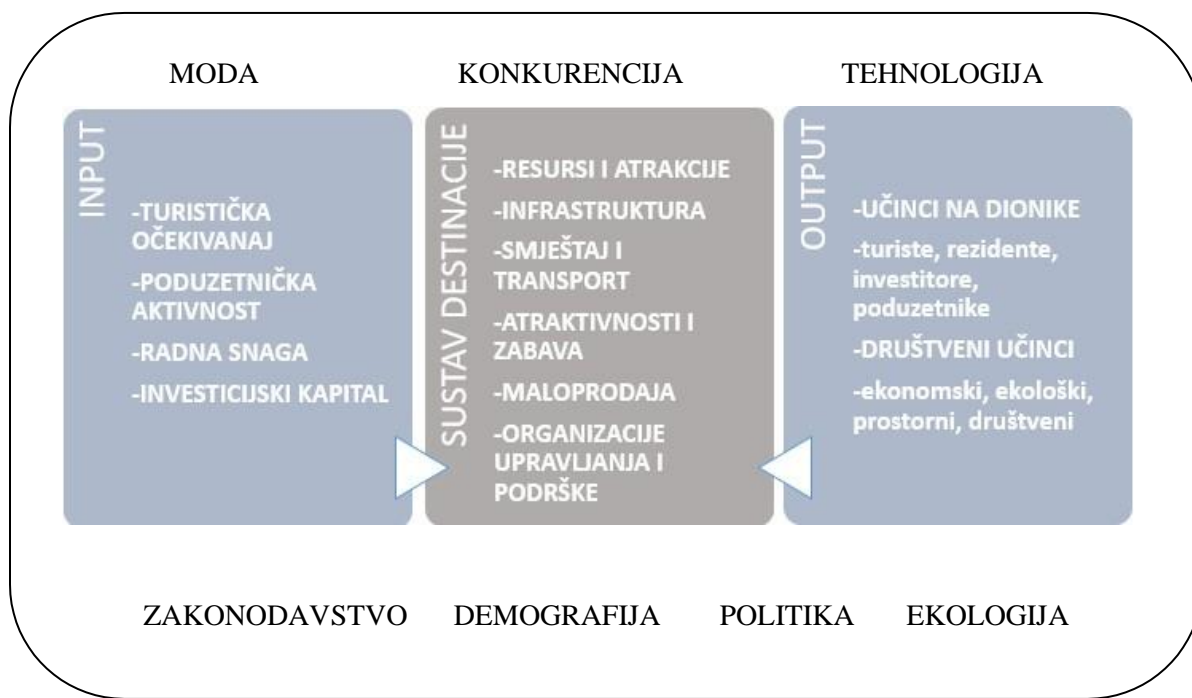 MODA KONKURENCIJA TEHNOLOGIJA
INPUT
-TURISTIČKA
OČEKIVANAJ
-PODUZETNIČKA
AKTIVNOST
-RADNA SNAGA
-INVESTICIJSKI KAPITAL
SUSTAV DESTINACIJE
-RESURSI I ATRAKCIJE
-INFRASTRUKTURA
-SMJEŠTAJ I
TRANSPORT
-ATRAKTIVNOSTI I
ZABAVA
-MALOPRODAJA
-ORGANIZACIJE
UPRAVLJANJA I
PODRŠKE
OUTPUT
-UČINCI NA DIONIKE
-turiste, rezidente,
investitore,
poduzetnike
-DRUŠTVENI UČINCI
-ekonomski, ekološki,
prostorni, društveni
ZAKONODAVSTVO DEMOGRAFIJA POLITIKA EKOLOGIJA